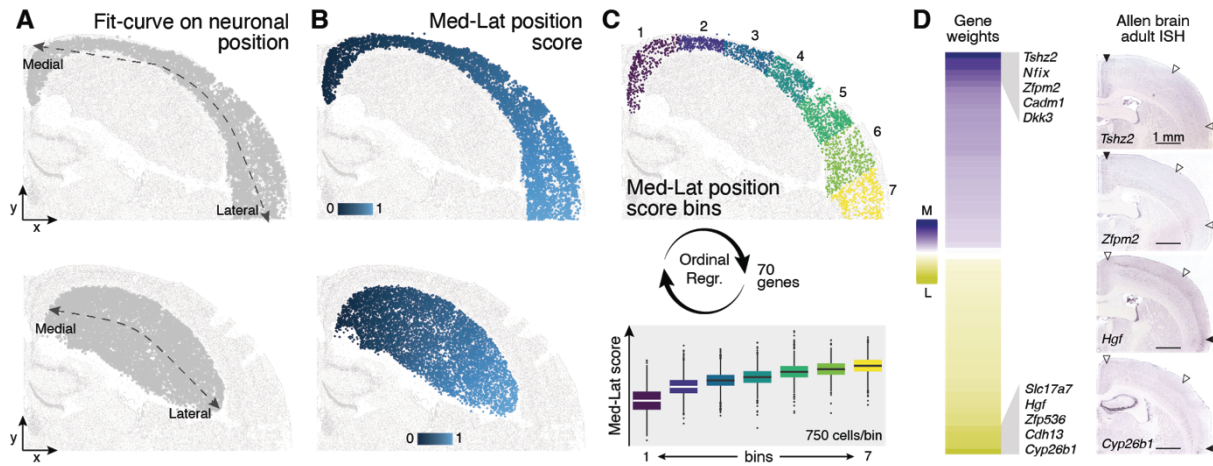 A
Fit-curve on neuronal
position
Medial
Lateral
y
x
Medial
Lateral
y
x
B
Med-Lat position
score
0 1
0 1
C
1
2
3
4
5
6
7
Med-Lat position
score bins
Ordinal
Regr.
70
genes
Med-Lat score
750 cells/bin
1 bins 7
D
Gene
weights
M
L
Tshz2
Nfix
Zfpm2
Cadm1
Dkk3
Slc17a7
Hgf
Zfp536
Cdh13
Cyp26b1
Allen brain
adult ISH
1 mm
Tshz2
Zfpm2
Hgf
Cyp26b1